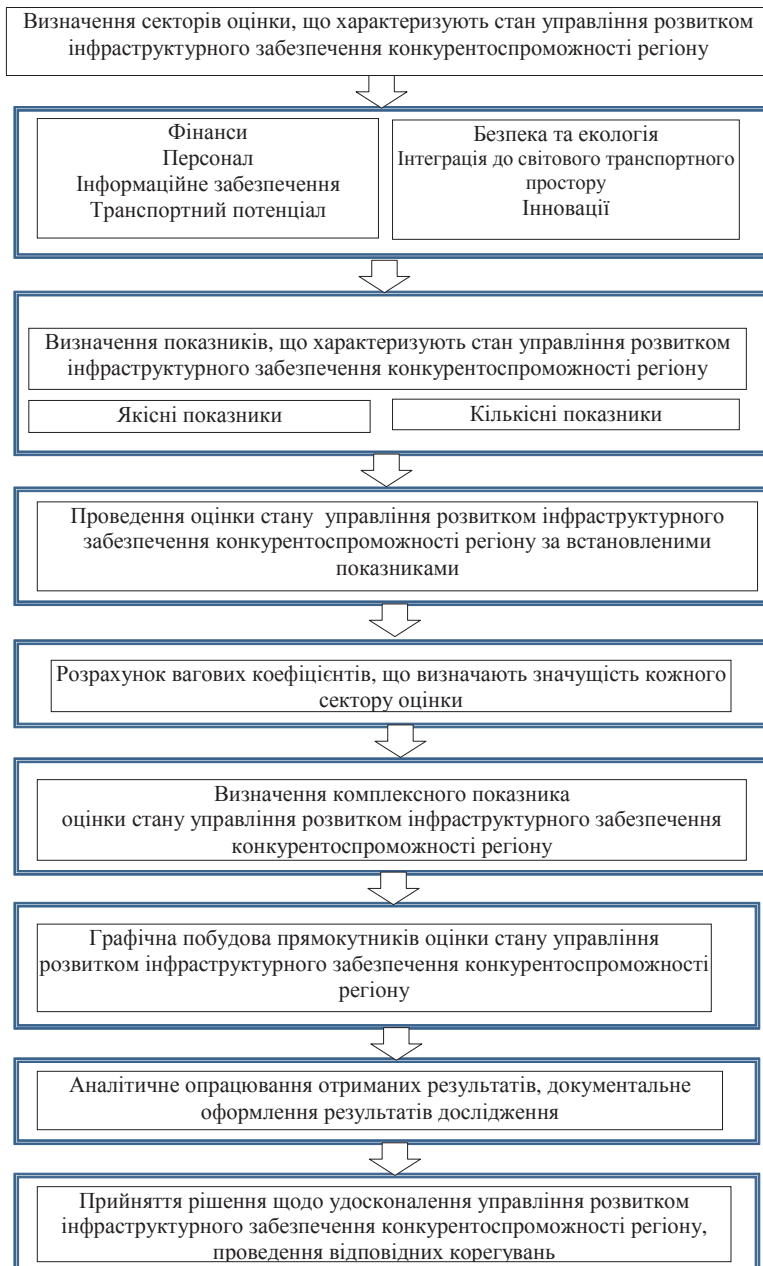 Визначення секторів оцінки, що характеризують стан управління розвитком
інфраструктурного забезпечення конкурентоспроможності регіону
Фінанси
Персонал
Інформаційне забезпечення
Транспортний потенціал
Безпека та екологія
Інтеграція до світового транспортного
простору
Інновації
Визначення показників, що характеризують стан управління розвитком
інфраструктурного забезпечення конкурентоспроможності регіону
Якісні показники
Кількісні показники
Проведення оцінки стану управління розвитком інфраструктурного
забезпечення конкурентоспроможності регіону за встановленими
показниками
Розрахунок вагових коефіцієнтів, що визначають значущість кожного
сектору оцінки
Визначення комплексного показника
оцінки стану управління розвитком інфраструктурного забезпечення
конкурентоспроможності регіону
Графічна побудова прямокутників оцінки стану управління
розвитком інфраструктурного забезпечення конкурентоспроможності
регіону
Аналітичне опрацювання отриманих результатів, документальне
оформлення результатів дослідження
Прийняття рішення щодо удосконалення управління розвитком
інфраструктурного забезпечення конкурентоспроможності регіону,
проведення відповідних корегувань